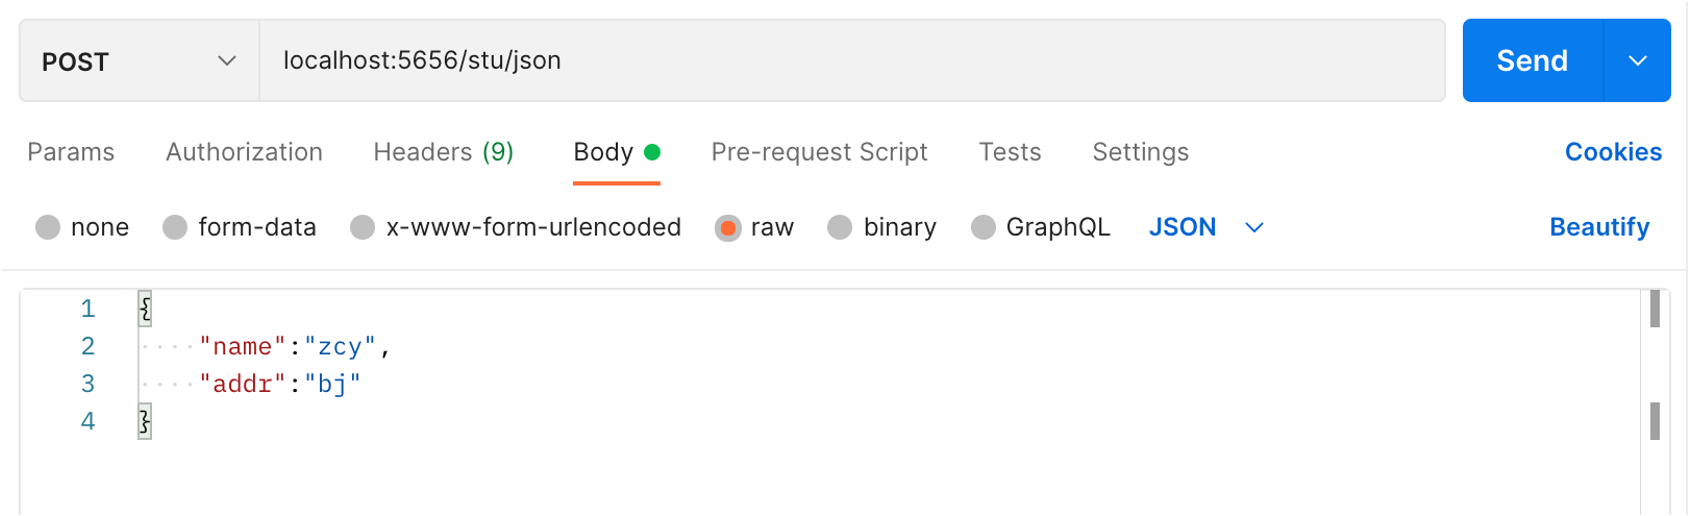 POST localhost:5656/stu/json Send
Params Authorization Headers (9) Body Pre-request Script Tests Settings Cookies
none form-data x-www-form-urlencoded raw binary GraphQL JSON Beautify
1 {
2 "name":"zcy",
3 "addr":"bj"
4 }